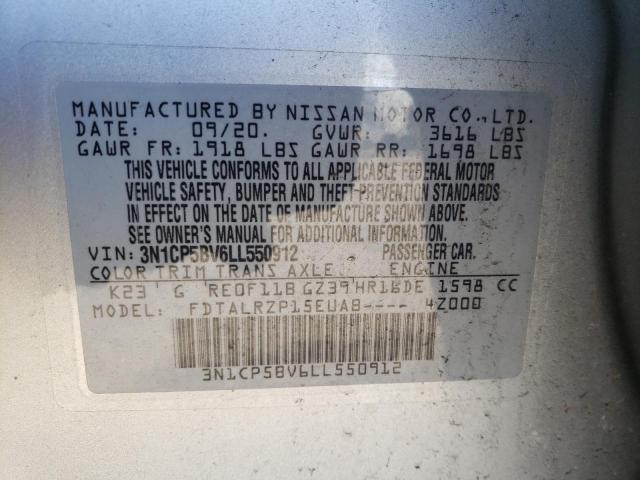 MANUFACTURED BY NISSAN MOTOR CO., LTD.
DATE: 09/20. GVWR: 3616 LBS
GAWR FR: 1918 LBS GAWR RR: 1698 LBS
THIS VEHICLE CONFORMS TO ALL APPLICABLE FEDERAL MOTOR
VEHICLE SAFETY, BUMPER AND THEFT-PREVENTION STANDARDS
IN EFFECT ON THE DATE OF MANUFACTURE SHOWN ABOVE.
SEE OWNER'S MANUAL FOR ADDITIONAL INFORMATION.
VIN: 3N1CP5BV6LL550912 PASSENGER CAR.
COLOR TRIM TRANS AXLE ENGINE
K23 G RE0F11B GZ39 HR16DE 1598 CC
MODEL: FDTALRZP15EUAB---- 4Z000
3N1CP5BV6LL550912